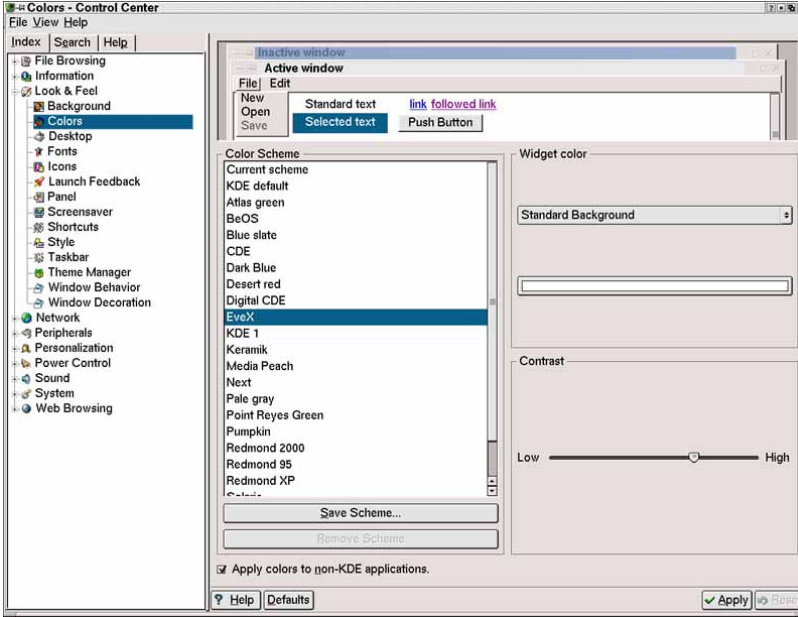 Colors - Control Center
File View Help
Index Search Help
File Browsing
Information
Look & Feel
Background
Colors
Desktop
Fonts
Icons
Launch Feedback
Panel
Screensaver
Shortcuts
Style
Taskbar
Theme Manager
Window Behavior
Window Decoration
Network
Peripherals
Personalization
Power Control
Sound
System
Web Browsing
Inactive window
Active window
File Edit
New
Open
Save
Standard text link followed link
Selected text Push Button
Color Scheme
Current scheme
KDE default
Atlas green
BeOS
Blue slate
CDE
Dark Blue
Desert red
Digital CDE
EveX
KDE 1
Keramik
Media Peach
Next
Pale gray
Point Reyes Green
Pumpkin
Redmond 2000
Redmond 95
Redmond XP
Save Scheme...
Remove Scheme
Widget color
Standard Background
Contrast
Low High
Apply colors to non-KDE applications.
? Help Defaults Apply